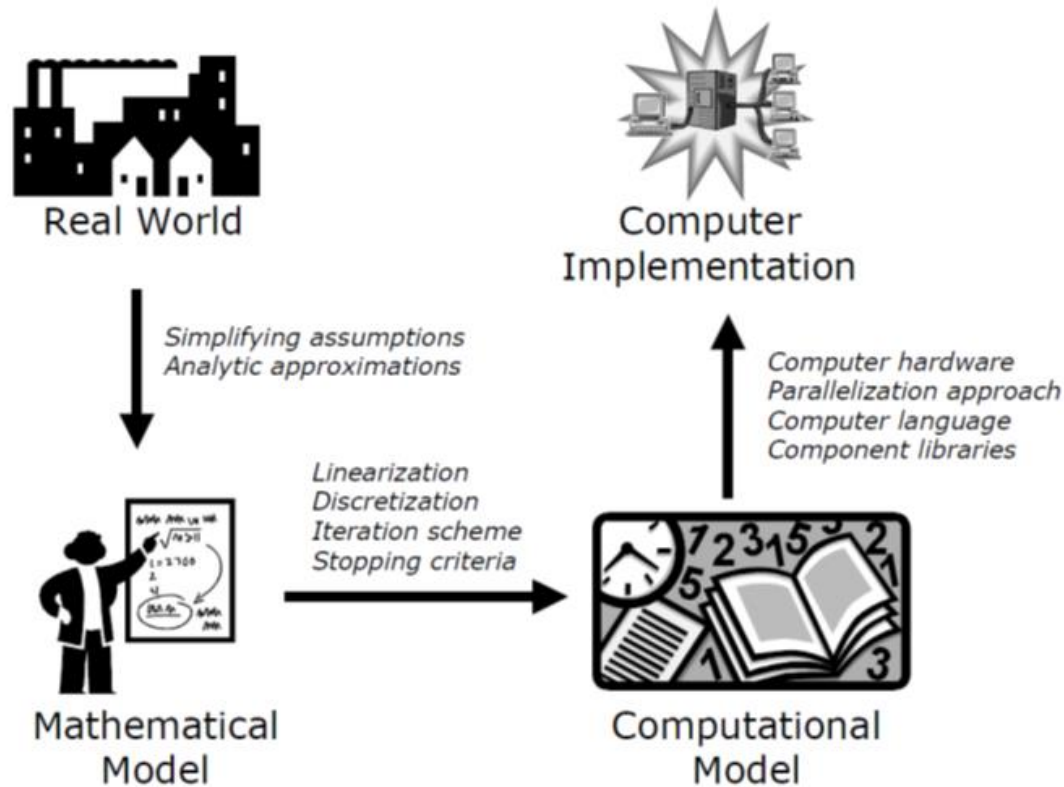 Real World
Computer
Implementation
Simplifying assumptions
Analytic approximations
Computer hardware
Parallelization approach
Computer language
Component libraries
Linearization
Discretization
Iteration scheme
Stopping criteria
Mathematical
Model
Computational
Model